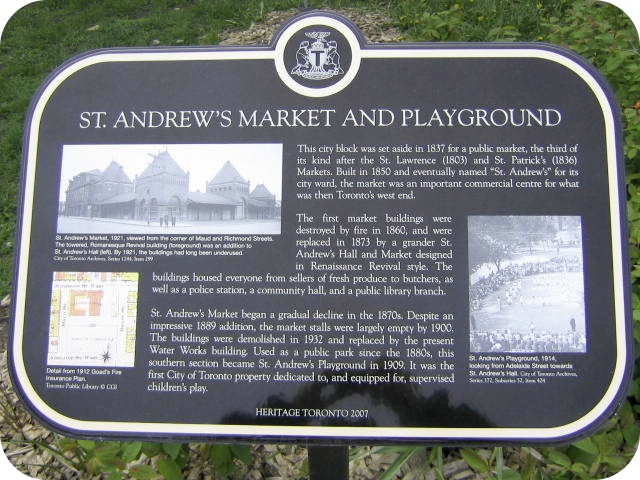 T
ST. ANDREW'S MARKET AND PLAYGROUND
This city block was set aside in 1837 for a public market, the third of
its kind after the St. Lawrence (1803) and St. Patrick's (1836)
Markets. Built in 1850 and eventually named “St. Andrew's” for its
city ward, the market was an important commercial centre for what
was then Toronto's west end.
St. Andrew's Market, 1921, viewed from the corner of Maud and Richmond Streets.
The towered, Romanesque Revival building (foreground) was an addition to
St. Andrew's Hall (left). By 1921, the buildings had long been underused.
City of Toronto Archives, Series 1244, Item 299
The first market buildings were
destroyed by fire in 1860, and were
replaced in 1873 by a grander St.
Andrew's Hall and Market designed
in Renaissance Revival style. The
buildings housed everyone from sellers of fresh produce to butchers, as
well as a police station, a community hall, and a public library branch.
St. Andrew's Market began a gradual decline in the 1870s. Despite an
impressive 1889 addition, the market stalls were largely empty by 1900.
The buildings were demolished in 1932 and replaced by the present
Water Works building. Used as a public park since the 1880s, this
southern section became St. Andrew's Playground in 1909. It was the
first City of Toronto property dedicated to, and equipped for, supervised
children's play.
Detail from 1912 Goad's Fire
Insurance Plan.
Toronto Public Library © CGI
St. Andrew's Playground, 1914,
looking from Adelaide Street towards
St. Andrew's Hall. City of Toronto Archives,
Series 372, Subseries 52, Item 424
HERITAGE TORONTO 2007